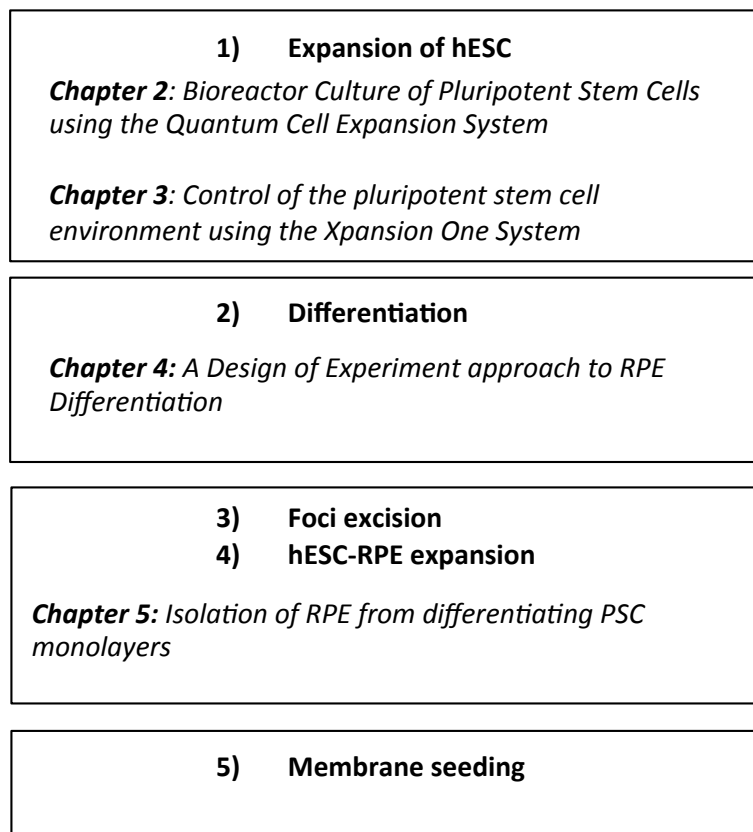 1) Expansion of hESC
Chapter 2: Bioreactor Culture of Pluripotent Stem Cells
using the Quantum Cell Expansion System
Chapter 3: Control of the pluripotent stem cell
environment using the Xpansion One System
2) Differentiation
Chapter 4: A Design of Experiment approach to RPE
Differentiation
3) Foci excision
4) hESC-RPE expansion
Chapter 5: Isolation of RPE from differentiating PSC
monolayers
5) Membrane seeding